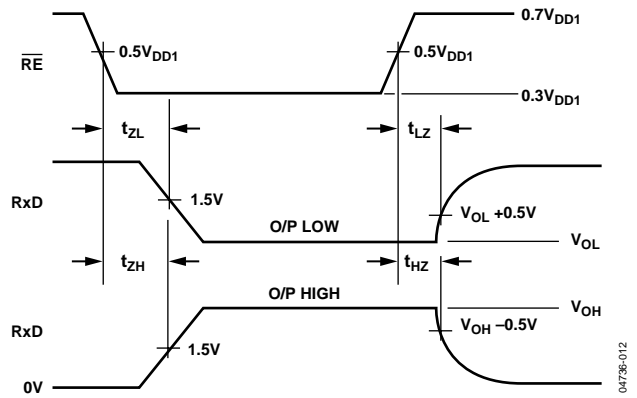 0.7VDD1
RE
0.5VDD1
0.5VDD1
0.3VDD1
tZL
tLZ
RxD
1.5V
VOL +0.5V
O/P LOW
VOL
tZH
tHZ
O/P HIGH
VOH
RxD
1.5V
VOH –0.5V
0V
04736-012